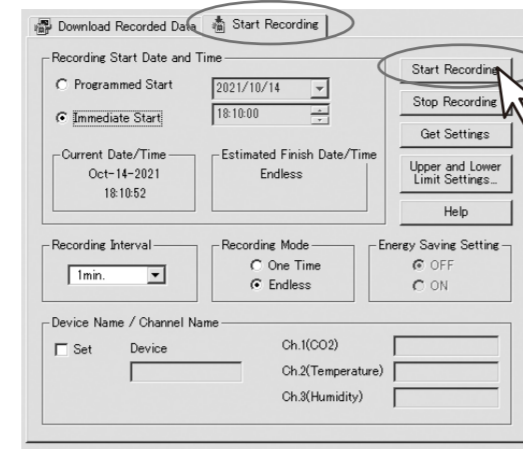 Download Recorded Data
Start Recording
Recording Start Date and Time
Programmed Start
2021/10/14
Immediate Start
18:10:00
Current Date/Time
Oct-14-2021
18:10:52
Estimated Finish Date/Time
Endless
Start Recording
Stop Recording
Get Settings
Upper and Lower
Limit Settings...
Help
Recording Interval
1min.
Recording Mode
One Time
Endless
Energy Saving Setting
OFF
ON
Device Name / Channel Name
Set
Device
Ch.1(CO2)
Ch.2(Temperature)
Ch.3(Humidity)